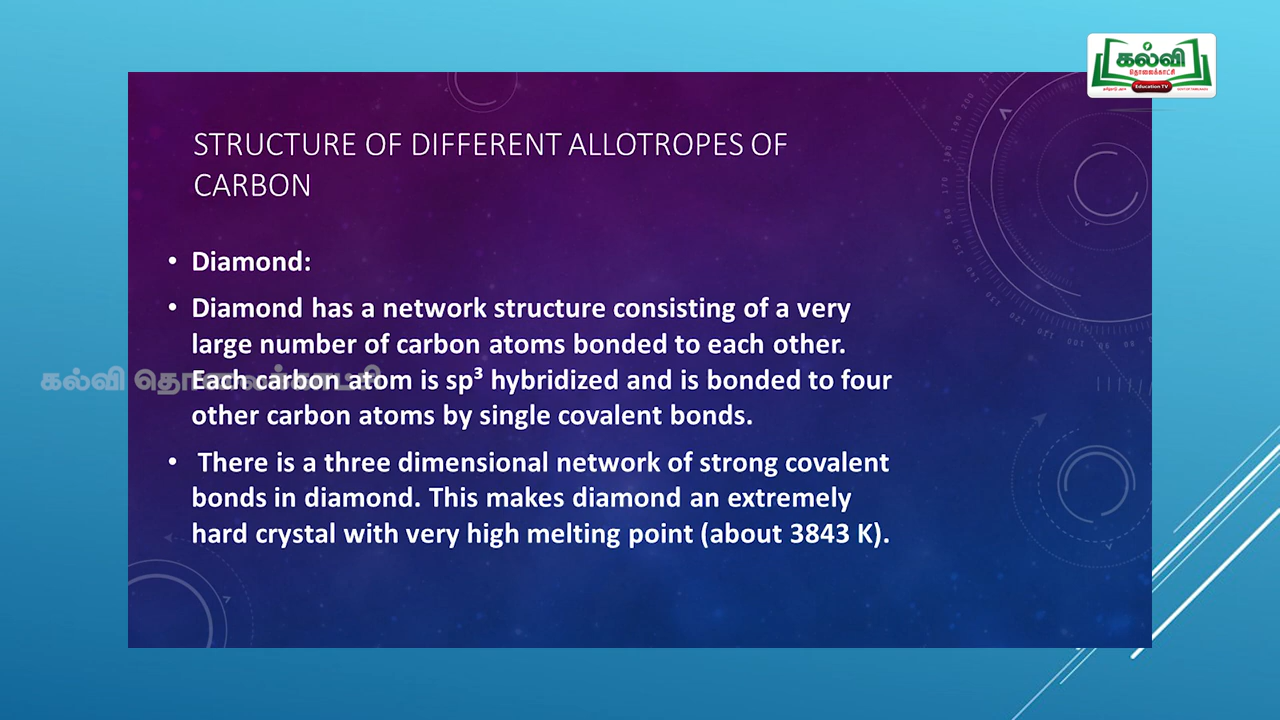 கல்வி
தொலைக்காட்சி
Education TV
STRUCTURE OF DIFFERENT ALLOTROPES OF
CARBON
• Diamond:
• Diamond has a network structure consisting of a very
large number of carbon atoms bonded to each other.
கல்வி தொலைக்காட்சி
Each carbon atom is sp³ hybridized and is bonded to four
other carbon atoms by single covalent bonds.
• There is a three dimensional network of strong covalent
bonds in diamond. This makes diamond an extremely
hard crystal with very high melting point (about 3843 K).